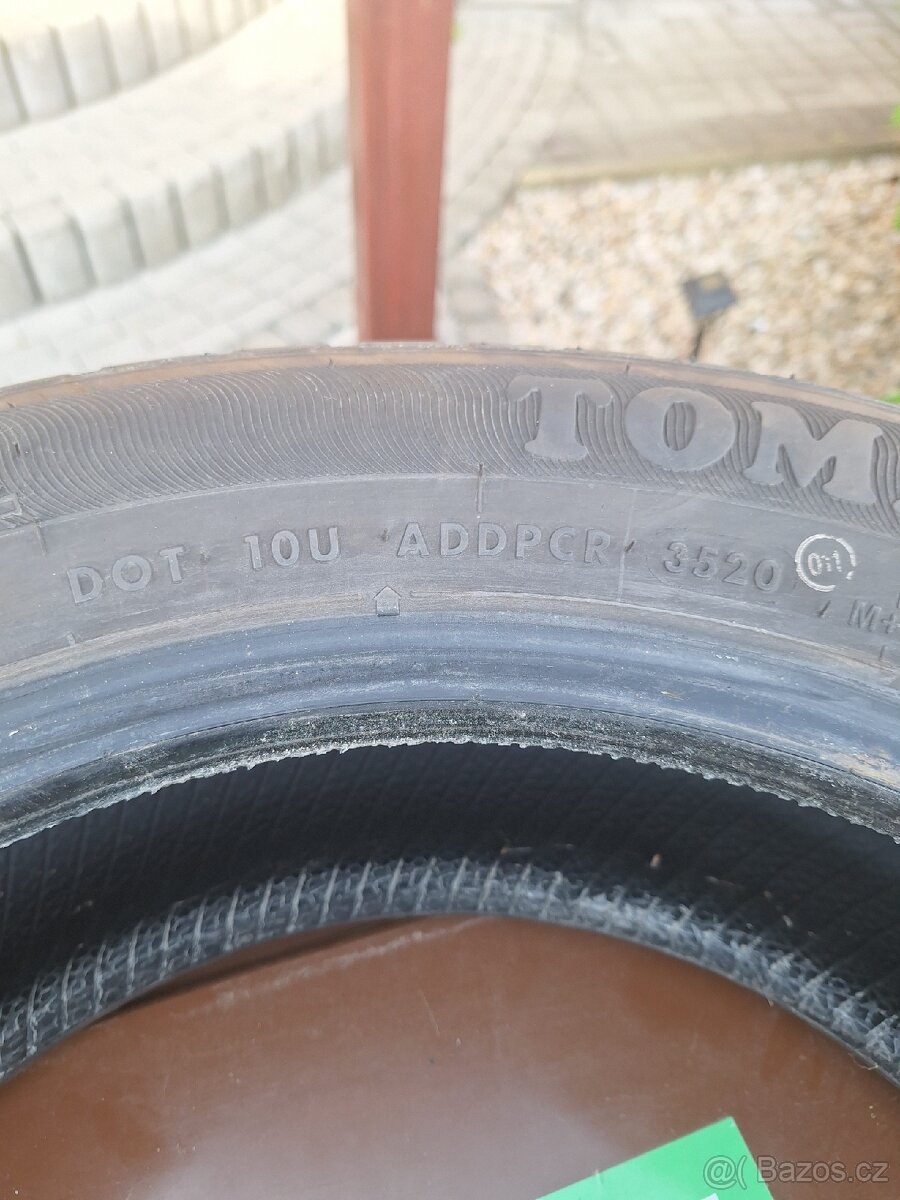 TOM
DOT 10U ADDPCR 3520
M+
@ Bazos.cz